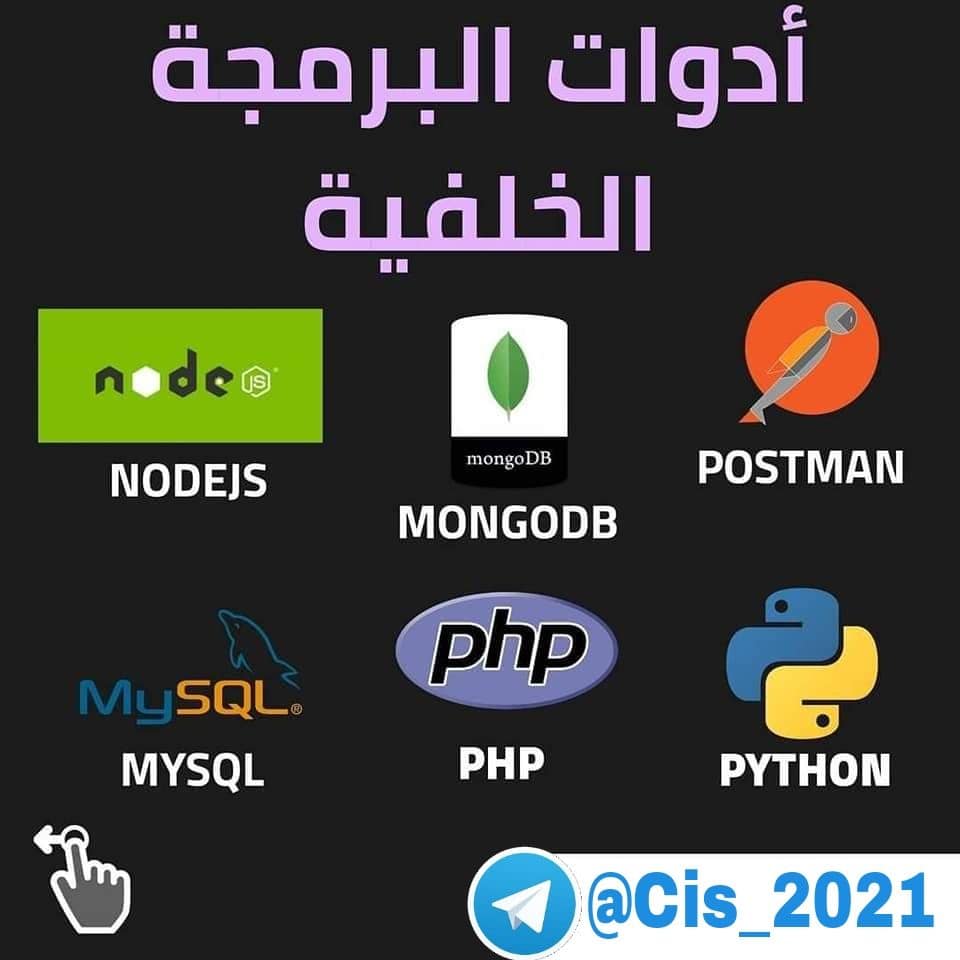 أدوات البرمجة
الخلفية
node JS
NODEJS
mongoDB
MONGODB
POSTMAN
MySQL®
MYSQL
php
PHP
PYTHON
@Cis_2021